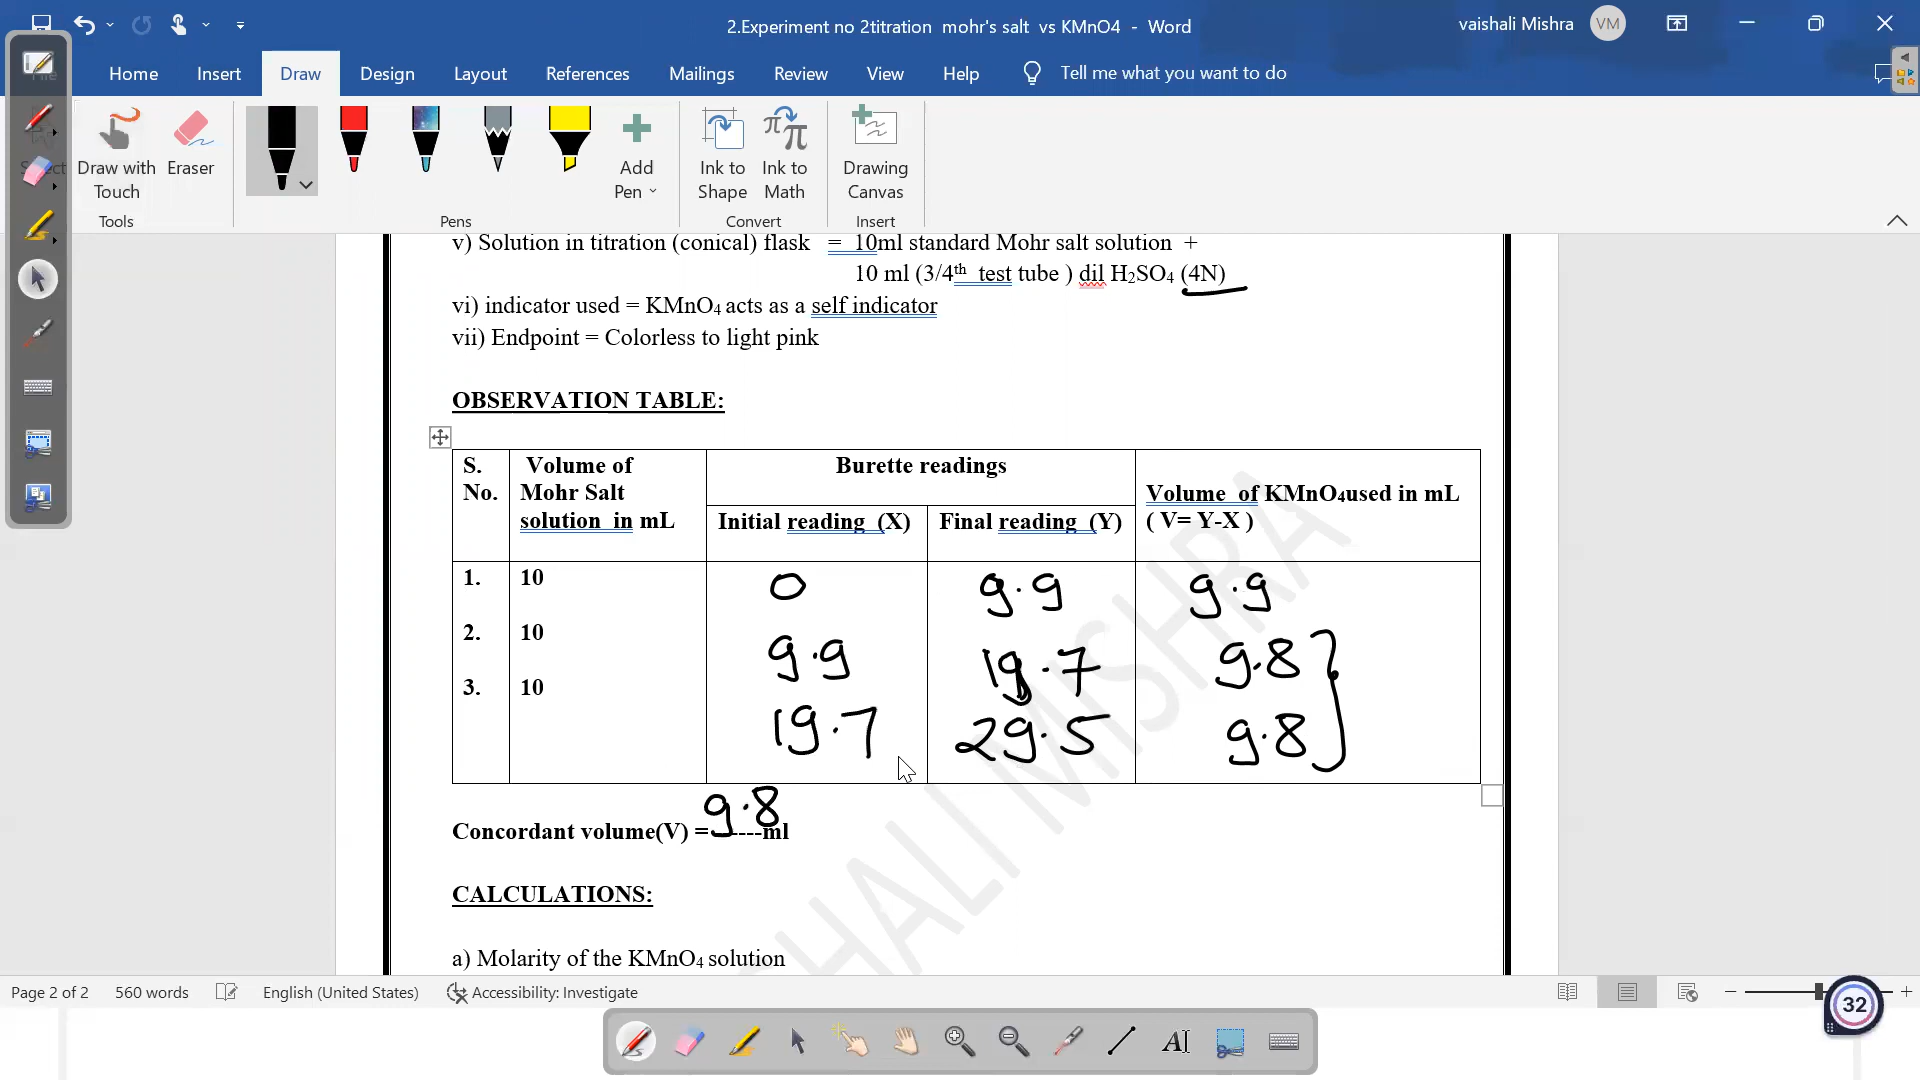 2.Experiment no 2titration mohr's salt vs KMnO4 - Word
vaishali Mishra VM
File Home Insert Draw Design Layout References Mailings Review View Help Tell me what you want to do
Select Draw with Touch Eraser Add Pen Ink to Shape Ink to Math Drawing Canvas
Tools Pens Convert Insert
v) Solution in titration (conical) flask = 10ml standard Mohr salt solution +
10 ml (3/4th test tube ) dil H2SO4 (4N)
vi) indicator used = KMnO4 acts as a self indicator
vii) Endpoint = Colorless to light pink
OBSERVATION TABLE:
S. No. Volume of Mohr Salt solution in mL Burette readings Volume of KMnO4used in mL ( V= Y-X )
Initial reading (X) Final reading (Y)
1. 10 0 9.9 9.9
2. 10 9.9 19.7 9.8
3. 10 19.7 29.5 9.8
Concordant volume(V) =9.8----ml
CALCULATIONS:
a) Molarity of the KMnO4 solution
SHALI MISHRA
Page 2 of 2 560 words English (United States) Accessibility: Investigate
32